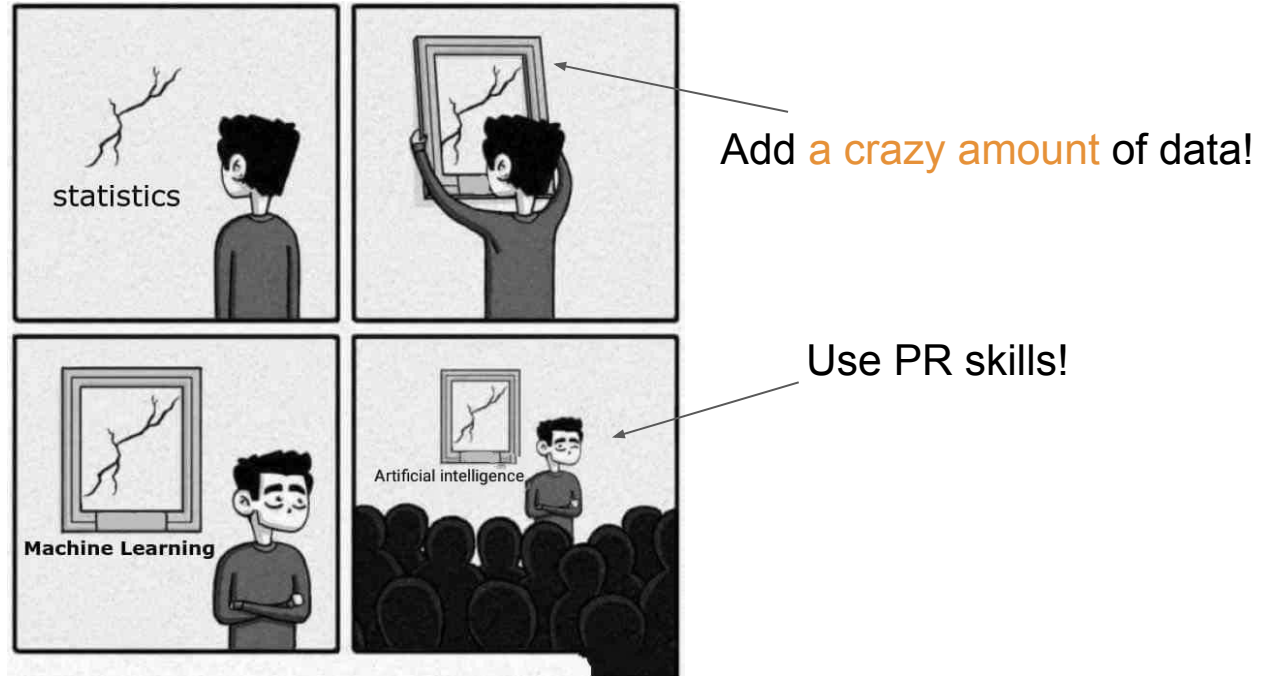 statistics
Add a crazy amount of data!
Machine Learning
Artificial intelligence
Use PR skills!